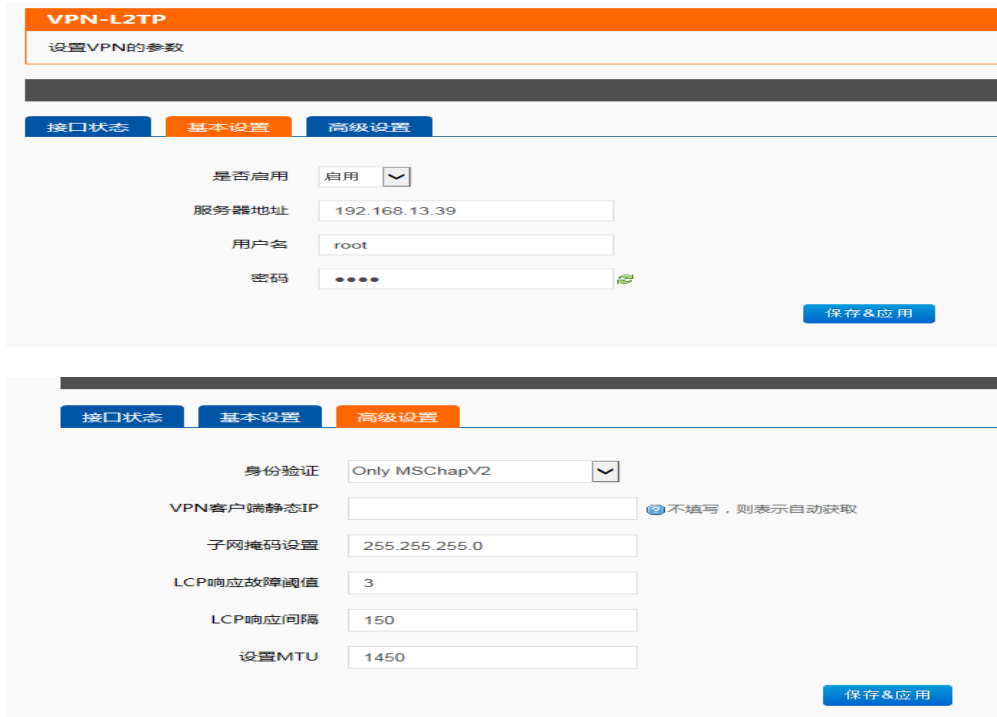 VPN-L2TP
设置VPN的参数
接口状态 基本设置 高级设置
是否启用 启用
服务器地址 192.168.13.39
用户名 root
密码 ●●●●
保存&应用
接口状态 基本设置 高级设置
身份验证 Only MSChapV2
VPN客户端静态IP 不填写，则表示自动获取
子网掩码设置 255.255.255.0
LCP响应故障阈值 3
LCP响应间隔 150
设置MTU 1450
保存&应用